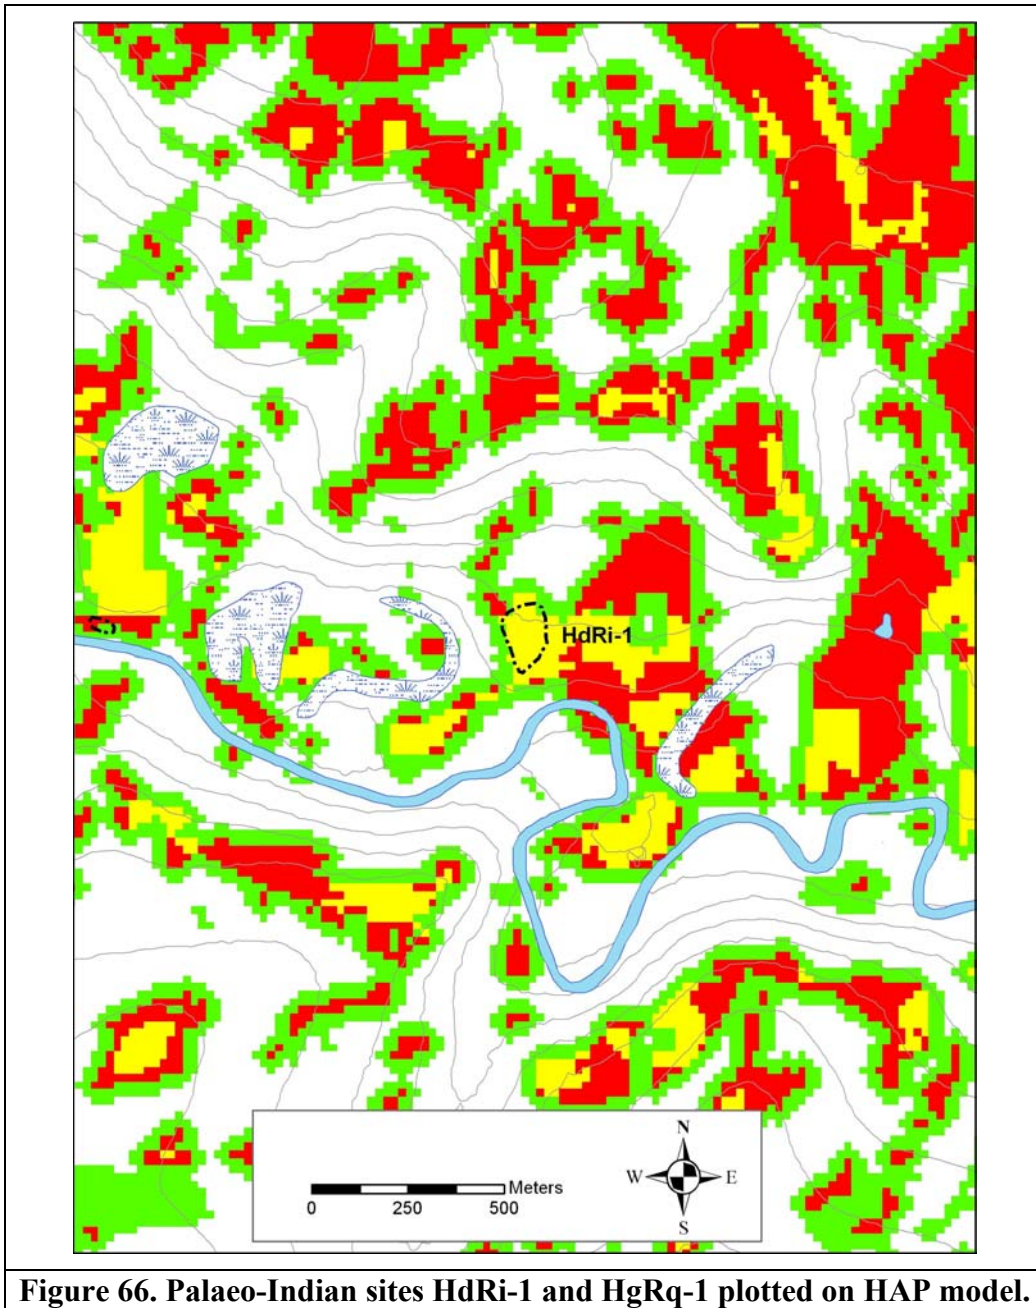 HdRi-1
N
W E
S
Meters
0 250 500
Figure 66. Palaeo-Indian sites HdRi-1 and HgRq-1 plotted on HAP model.